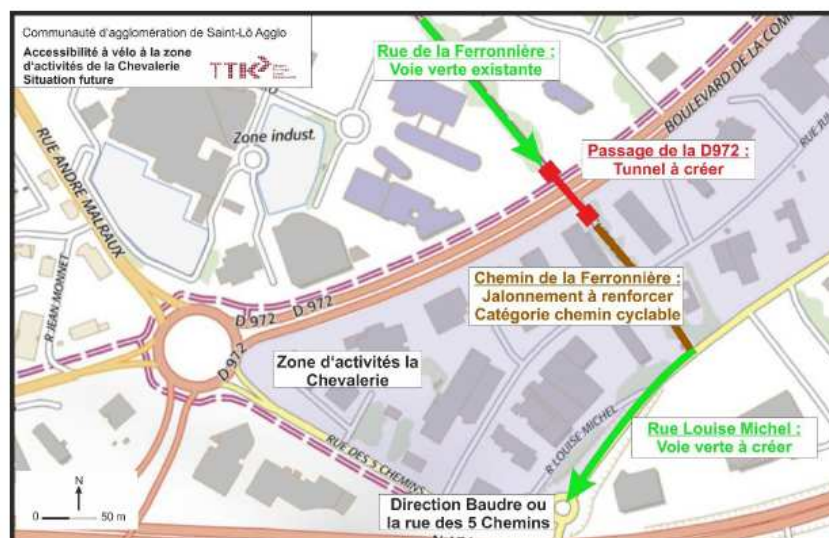 Communauté d'agglomération de Saint-Lô Agglo
Accessibilité à vélo à la zone
d'activités de la Chevalerie
Situation future
TTK
Rue de la Ferronnière :
Voie verte existante
BOULEVARD DE LA COMM
Zone indust.
RUE ANDRE MALRAUX
Passage de la D972 :
Tunnel à créer
RUE JU
R. JEAN MONNET
Chemin de la Ferronnière :
Jalonnement à renforcer
Catégorie chemin cyclable
D 972
D 972
D 972
Zone d'activités la
Chevalerie
R. LOUISE-MICHEL
Rue Louise Michel :
Voie verte à créer
RUE DES 5 CHEMINS
N
0 50 m
Direction Baudre ou
la rue des 5 Chemins